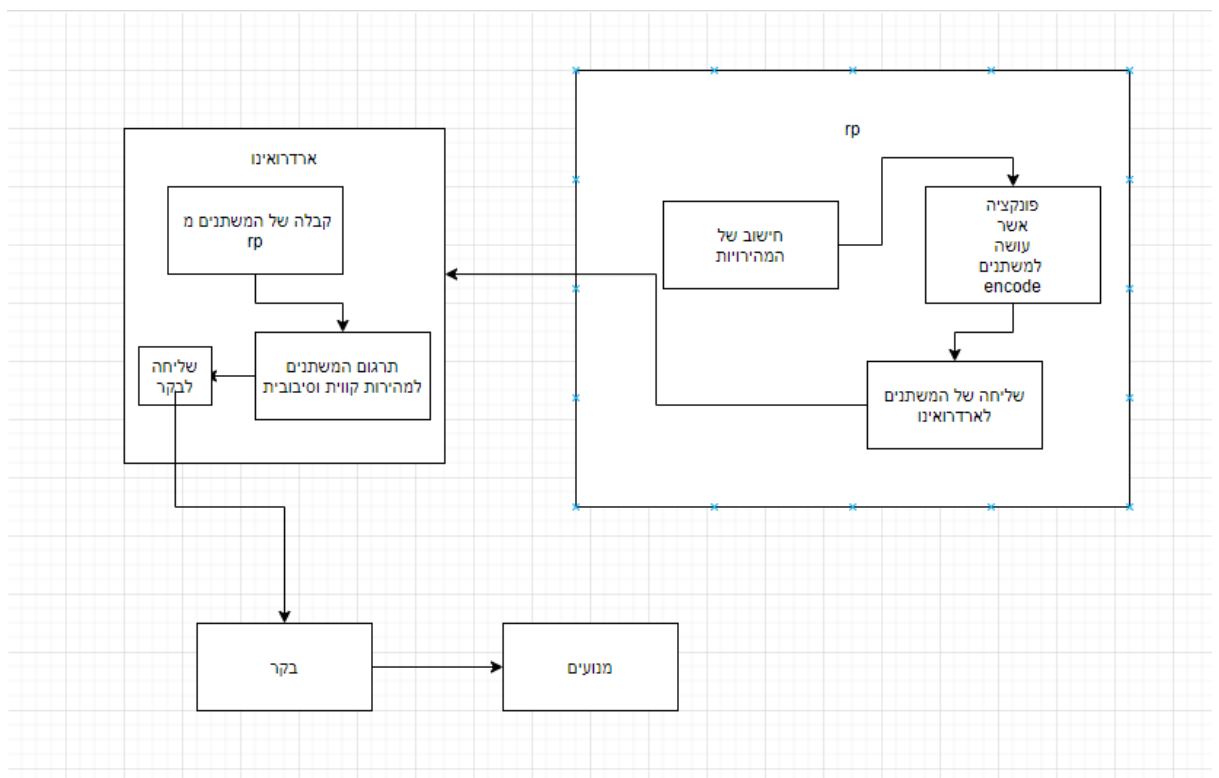 rp
חישוב של
המהירויות
פונקציה
אשר
עושה
למשתנים
encode
שליחה של המשתנים
לארדרואינו
ארדרואינו
קבלה של המשתנים מ
rp
תרגום המשתנים
למהירות קווית וסיבובית
שליחה
לבקר
בקר
מנועים